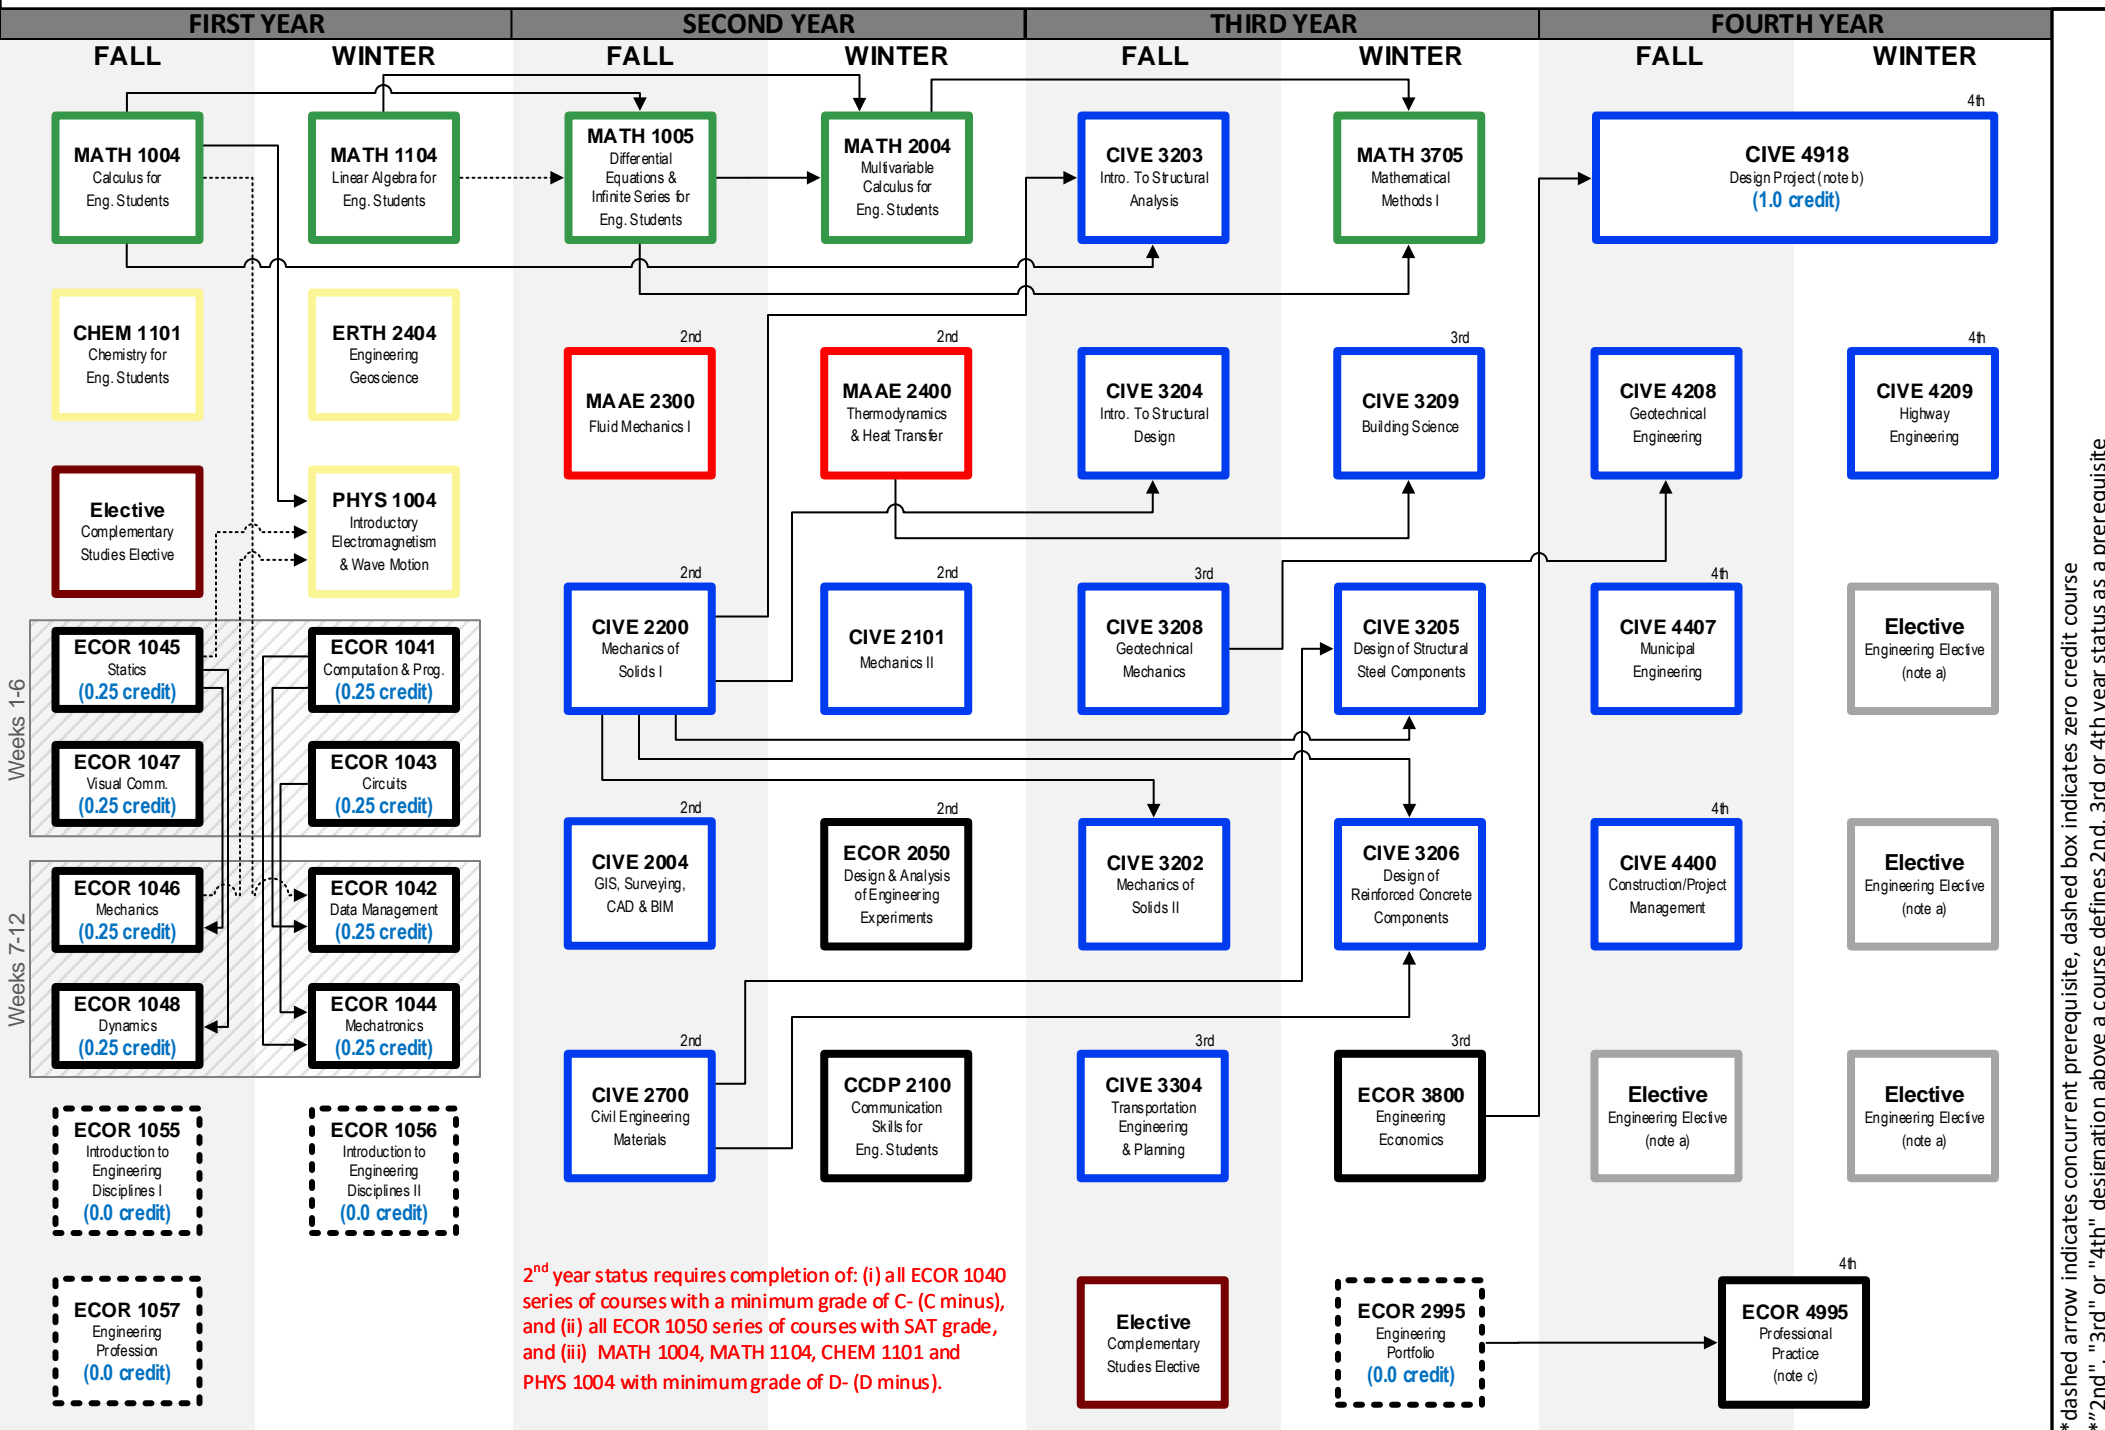 FIRST YEAR
SECOND YEAR
THIRD YEAR
FOURTH YEAR
FALL
WINTER
FALL
WINTER
FALL
WINTER
FALL
WINTER
MATH 1004
Calculus for
Eng. Students
MATH 1104
Linear Algebra for
Eng. Students
MATH 1005
Differential
Equations &
Infinite Series for
Eng. Students
MATH 2004
Multivariable
Calculus for
Eng. Students
CIVE 3203
Intro. To Structural
Analysis
MATH 3705
Mathematical
Methods I
4th
CIVE 4918
Design Project (note b)
(1.0 credit)
CHEM 1101
Chemistry for
Eng. Students
ERTH 2404
Engineering
Geoscience
2nd
MAAE 2300
Fluid Mechanics I
2nd
MAAE 2400
Thermodynamics
& Heat Transfer
CIVE 3204
Intro. To Structural
Design
3rd
CIVE 3209
Building Science
CIVE 4208
Geotechnical
Engineering
4th
CIVE 4209
Highway
Engineering
Elective
Complementary
Studies Elective
PHYS 1004
Introductory
Electromagnetism
& Wave Motion
2nd
CIVE 2200
Mechanics of
Solids I
2nd
CIVE 2101
Mechanics II
3rd
CIVE 3208
Geotechnical
Mechanics
CIVE 3205
Design of Structural
Steel Components
4th
CIVE 4407
Municipal
Engineering
Elective
Engineering Elective
(note a)
Weeks 1-6
ECOR 1045
Statics
(0.25 credit)
ECOR 1041
Computation & Prog.
(0.25 credit)
ECOR 1047
Visual Comm.
(0.25 credit)
ECOR 1043
Circuits
(0.25 credit)
2nd
CIVE 2004
GIS, Surveying,
CAD & BIM
2nd
ECOR 2050
Design & Analysis
of Engineering
Experiments
CIVE 3202
Mechanics of
Solids II
CIVE 3206
Design of
Reinforced Concrete
Components
4th
CIVE 4400
Construction/Project
Management
Elective
Engineering Elective
(note a)
Weeks 7-12
ECOR 1046
Mechanics
(0.25 credit)
ECOR 1042
Data Management
(0.25 credit)
ECOR 1048
Dynamics
(0.25 credit)
ECOR 1044
Mechatronics
(0.25 credit)
2nd
CIVE 2700
Civil Engineering
Materials
CCDP 2100
Communication
Skills for
Eng. Students
3rd
CIVE 3304
Transportation
Engineering
& Planning
3rd
ECOR 3800
Engineering
Economics
Elective
Engineering Elective
(note a)
Elective
Engineering Elective
(note a)
ECOR 1055
Introduction to
Engineering
Disciplines I
(0.0 credit)
ECOR 1056
Introduction to
Engineering
Disciplines II
(0.0 credit)
ECOR 1057
Engineering
Profession
(0.0 credit)
2nd year status requires completion of: (i) all ECOR 1040
series of courses with a minimum grade of C- (C minus),
and (ii) all ECOR 1050 series of courses with SAT grade,
and (iii) MATH 1004, MATH 1104, CHEM 1101 and
PHYS 1004 with minimum grade of D- (D minus).
Elective
Complementary
Studies Elective
ECOR 2995
Engineering
Portfolio
(0.0 credit)
4th
ECOR 4995
Professional
Practice
(note c)
*dashed arrow indicates concurrent prerequisite, dashed box indicates zero credit course
*"2nd", "3rd" or "4th" designation above a course defines 2nd, 3rd or 4th year status as a prerequisite